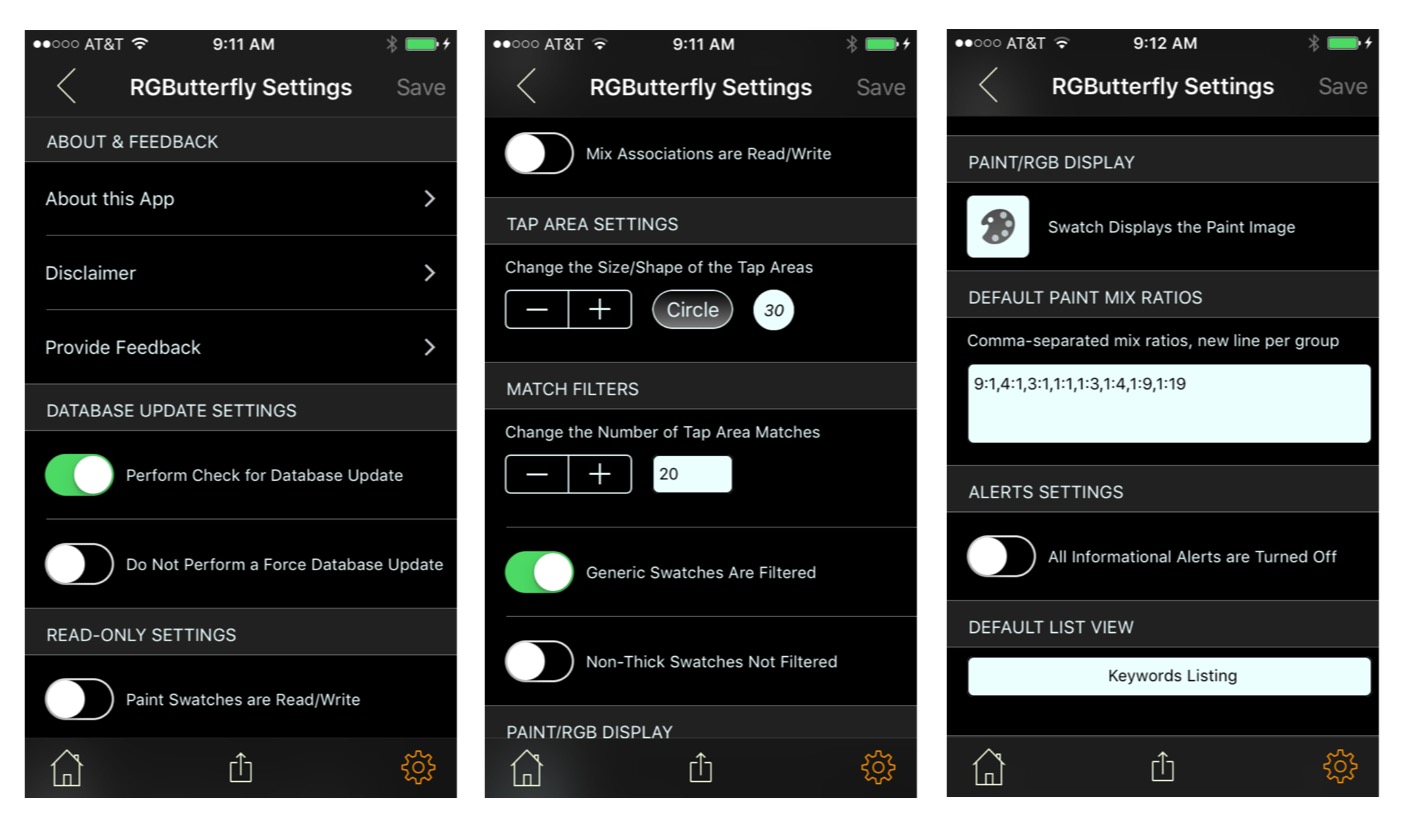 AT&T 9:11 AM
RGButterfly Settings Save
ABOUT & FEEDBACK
About this App
Disclaimer
Provide Feedback
DATABASE UPDATE SETTINGS
Perform Check for Database Update
Do Not Perform a Force Database Update
READ-ONLY SETTINGS
Paint Swatches are Read/Write
AT&T 9:11 AM
RGButterfly Settings Save
Mix Associations are Read/Write
TAP AREA SETTINGS
Change the Size/Shape of the Tap Areas
Circle 30
MATCH FILTERS
Change the Number of Tap Area Matches
20
Generic Swatches Are Filtered
Non-Thick Swatches Not Filtered
PAINT/RGB DISPLAY
AT&T 9:12 AM
RGButterfly Settings Save
PAINT/RGB DISPLAY
Swatch Displays the Paint Image
DEFAULT PAINT MIX RATIOS
Comma-separated mix ratios, new line per group
9:1,4:1,3:1,1:1,1:3,1:4,1:9,1:19
ALERTS SETTINGS
All Informational Alerts are Turned Off
DEFAULT LIST VIEW
Keywords Listing